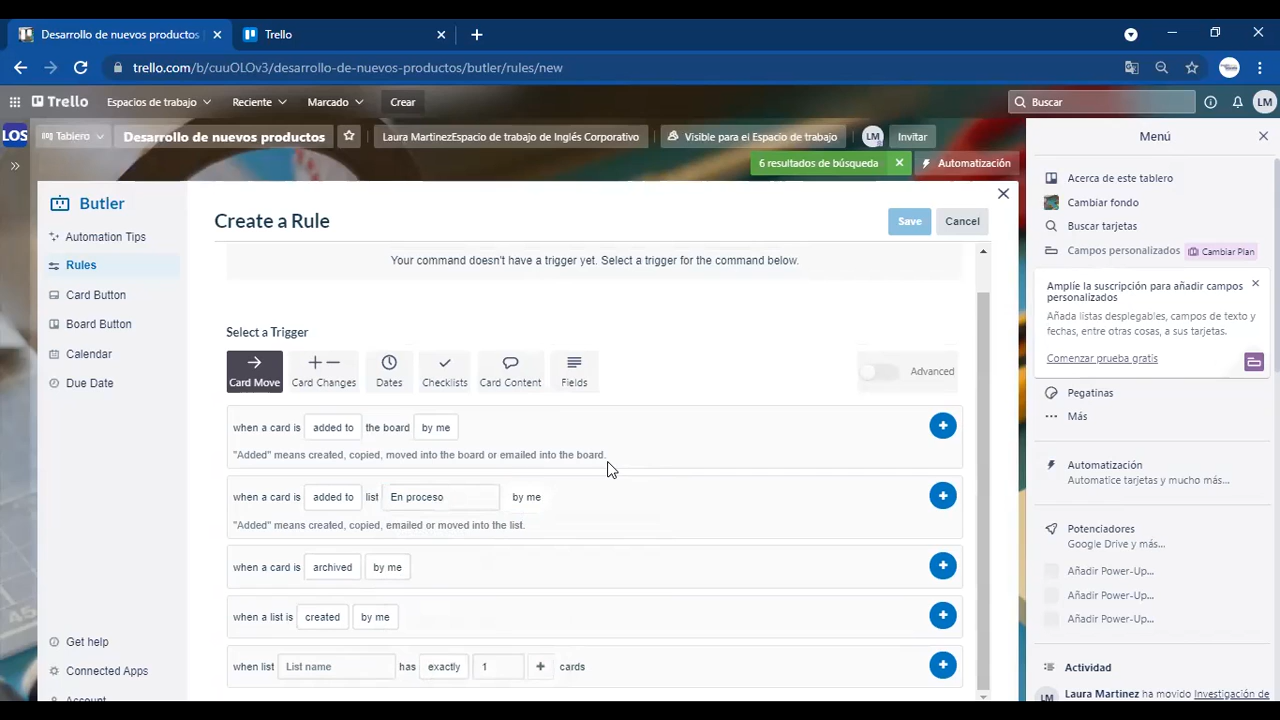 Desarrollo de nuevos productos
Trello
trello.com/b/cuuOLOv3/desarrollo-de-nuevos-productos/butler/rules/new
Trello
Espacios de trabajo
Reciente
Marcado
Crear
Buscar
LM
LOS
Tablero
Desarrollo de nuevos productos
Laura MartinezEspacio de trabajo de Inglés Corporativo
Visible para el Espacio de trabajo
LM
Invitar
6 resultados de búsqueda
Automatización
Butler
Automation Tips
Rules
Card Button
Board Button
Calendar
Due Date
Get help
Connected Apps
Account
Create a Rule
Save
Cancel
Your command doesn't have a trigger yet. Select a trigger for the command below.
Select a Trigger
Card Move
Card Changes
Dates
Checklists
Card Content
Fields
Advanced
when a card is added to the board by me
"Added" means created, copied, moved into the board or emailed into the board.
when a card is added to list En proceso by me
"Added" means created, copied, emailed or moved into the list.
when a card is archived by me
when a list is created by me
when list List name has exactly 1 + cards
Menú
Acerca de este tablero
Cambiar fondo
Buscar tarjetas
Campos personalizados
Cambiar Plan
Amplíe la suscripción para añadir campos
personalizados
Añada listas desplegables, campos de texto y
fechas, entre otras cosas, a sus tarjetas.
Comenzar prueba gratis
Pegatinas
Más
Automatización
Automatice tarjetas y mucho más...
Potenciadores
Google Drive y más...
Añadir Power-Up...
Añadir Power-Up...
Añadir Power-Up...
Actividad
LM
Laura Martinez ha movido Investigación de